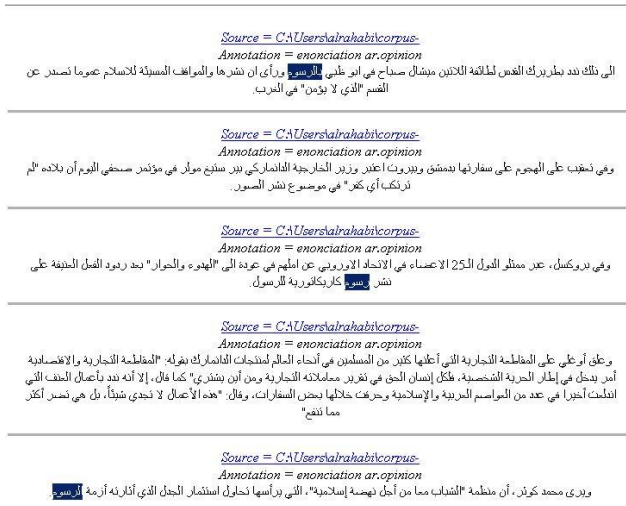 Source = C:\Users\alrahabi\corpus-
Annotation = enonciation ar.opinion
الى ذلك ندد بطريرك القدس لطائفة اللاتين ميشال صباح في ابو ظبي بالرسوم ورأى ان نشرها والمواقف المسيئة للاسلام عموما تصدر عن
القسم "الذي لا يؤمن" في الغرب.
Source = C:\Users\alrahabi\corpus-
Annotation = enonciation ar.opinion
وفي تعقيب على الهجوم على سفارتها بدمشق وبيروت اعتبر وزير الخارجية الدانماركي بير ستيغ مولر في مؤتمر صحفي اليوم أن بلاده "لم
ترتكب أي كفر" في موضوع نشر الصور.
Source = C:\Users\alrahabi\corpus-
Annotation = enonciation ar.opinion
وفي بروكسل، عبر ممثلو الدول الـ25 الاعضاء في الاتحاد الاوروبي عن املهم في عودة الى "الهدوء والحوار" بعد ردود الفعل العنيفة على
نشر رسوم كاريكاتورية للرسول.
Source = C:\Users\alrahabi\corpus-
Annotation = enonciation ar.opinion
وعلق أوغلي على المقاطعة التجارية التي أعلنها كثير من المسلمين في أنحاء العالم لمنتجات الدانمارك بقوله: "المقاطعة التجارية والاقتصادية
أمر يدخل في إطار الحرية الشخصية، فلكل إنسان الحق في تقرير معاملاته التجارية ومن أين يشتري" كما قال، إلا أنه ندد بأعمال العنف التي
اندلعت أخيرا في عدد من العواصم العربية والإسلامية وحرقت خلالها بعض السفارات، وقال: "هذه الأعمال لا تجدي شيئاً، بل هي تضر أكثر
مما تنفع"
Source = C:\Users\alrahabi\corpus-
Annotation = enonciation ar.opinion
ويرى محمد كوثر، أن منظمة "الشباب معا من أجل نهضة إسلامية"، التي يرأسها تحاول استثمار الجدل الذي أثارته أزمة الرسوم.